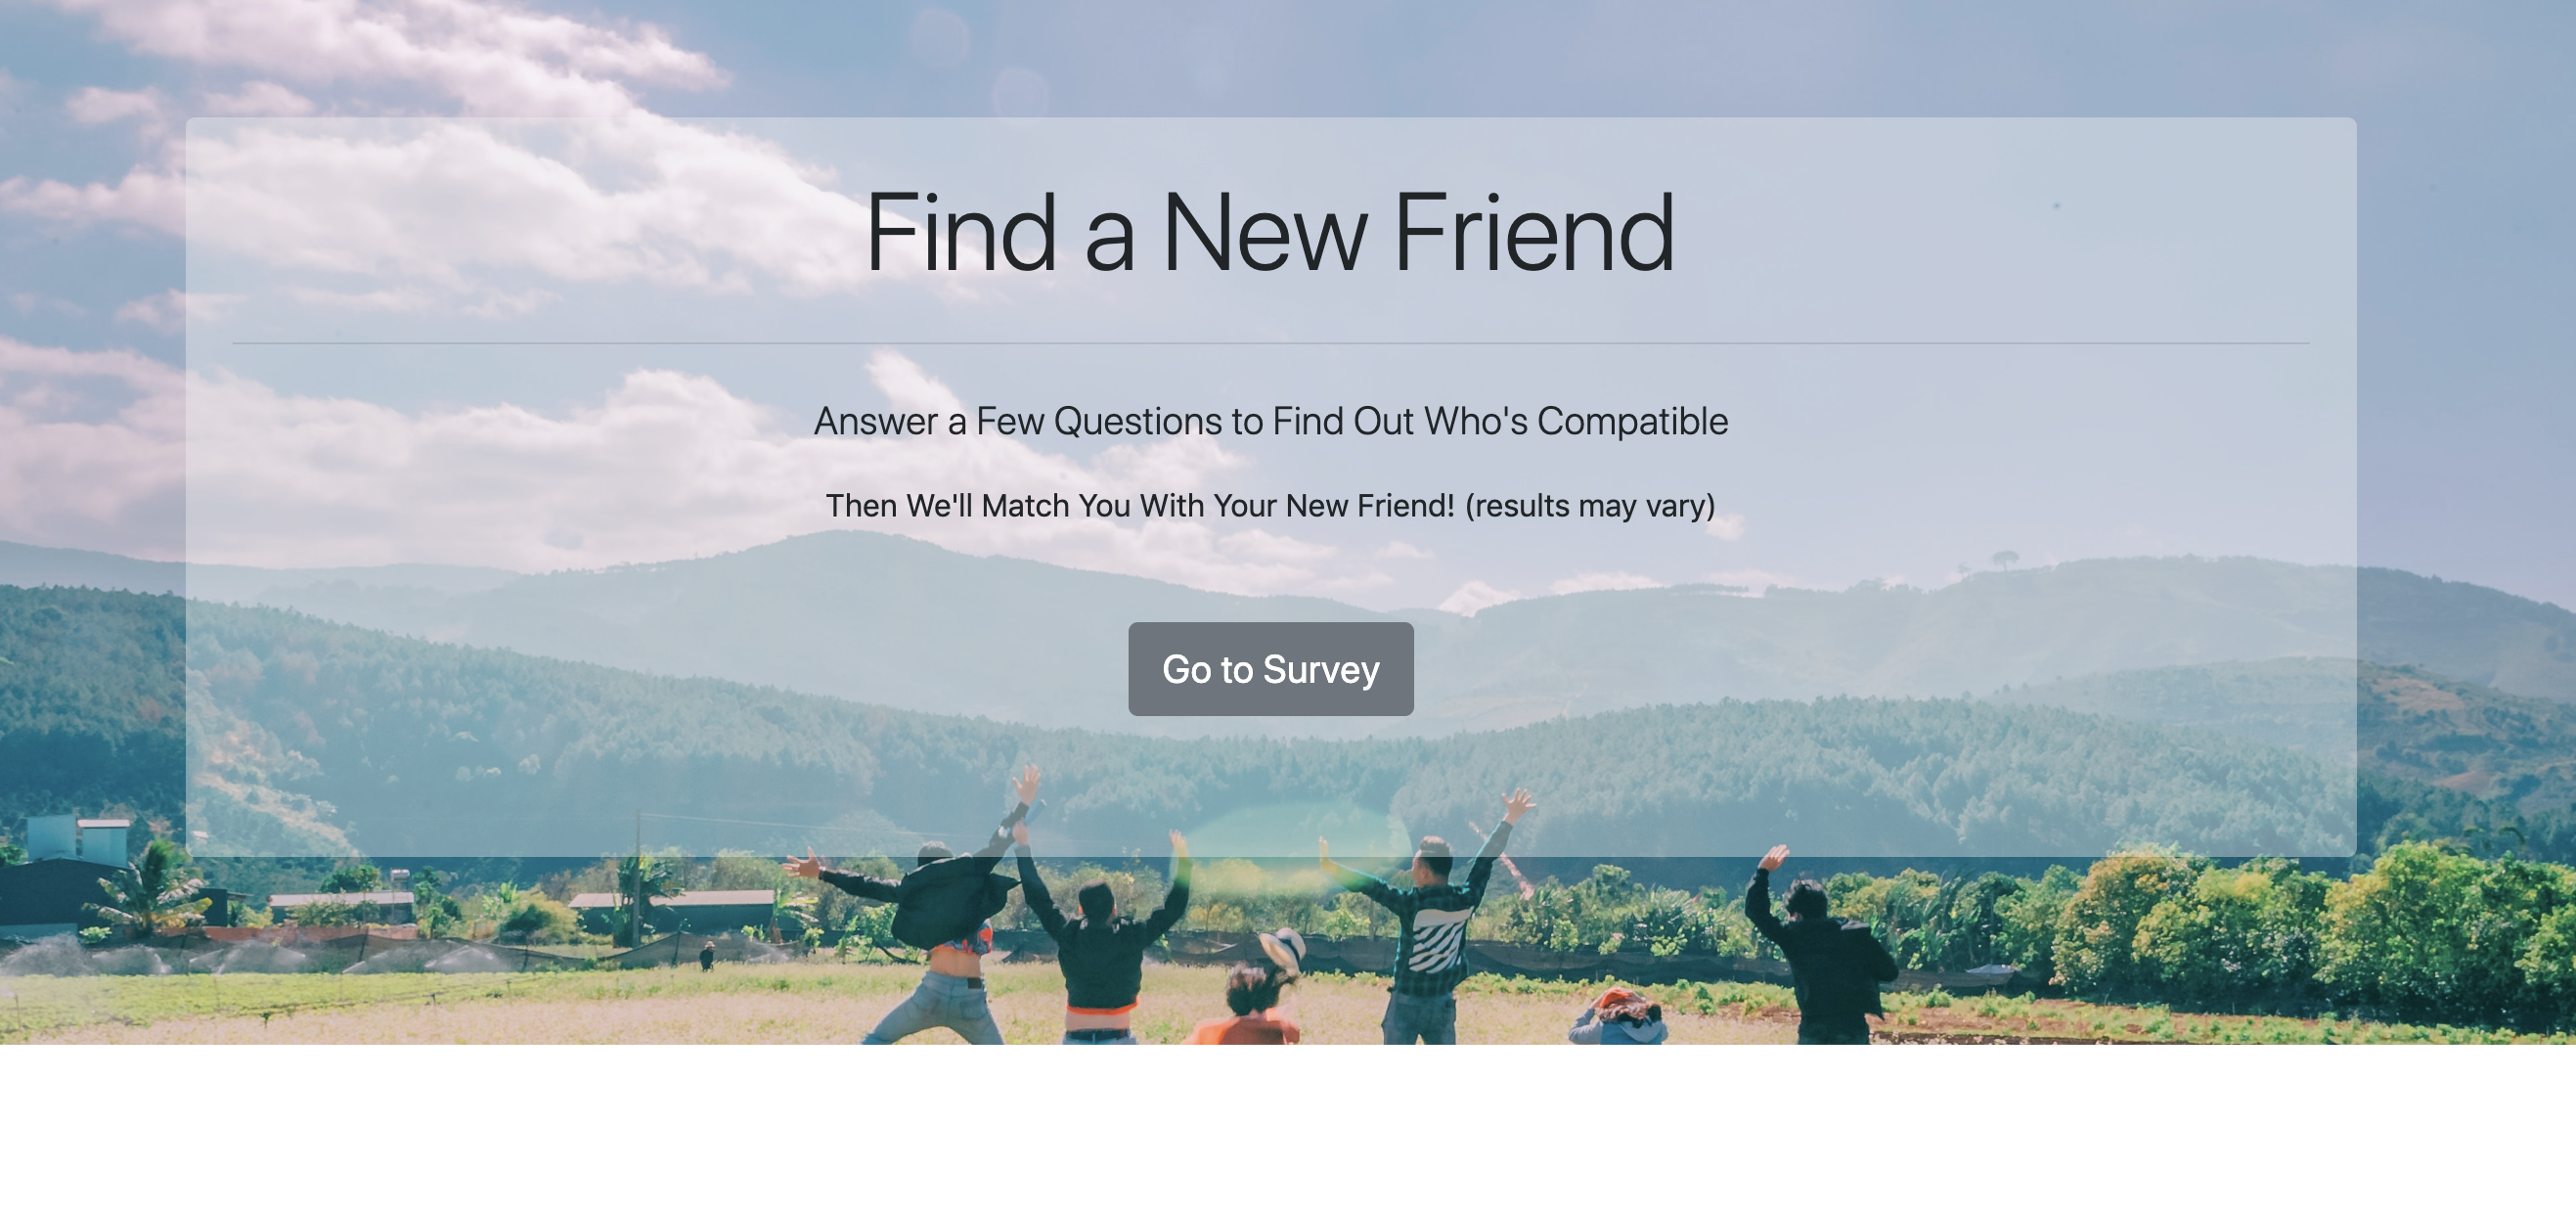 Find a New Friend
Answer a Few Questions to Find Out Who's Compatible
Then We'll Match You With Your New Friend! (results may vary)
Go to Survey